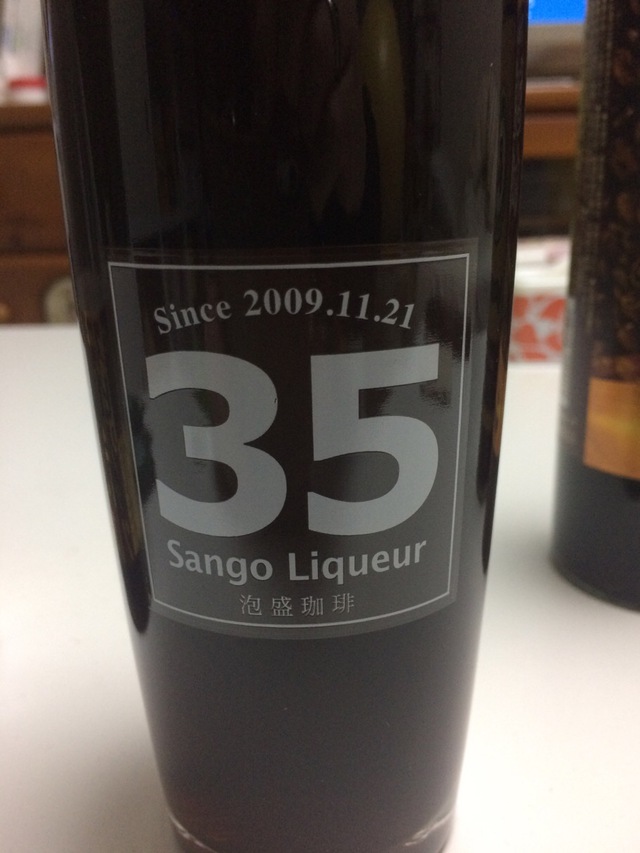 Since 2009.11.21
35
Sango Liqueur
泡盛珈琲